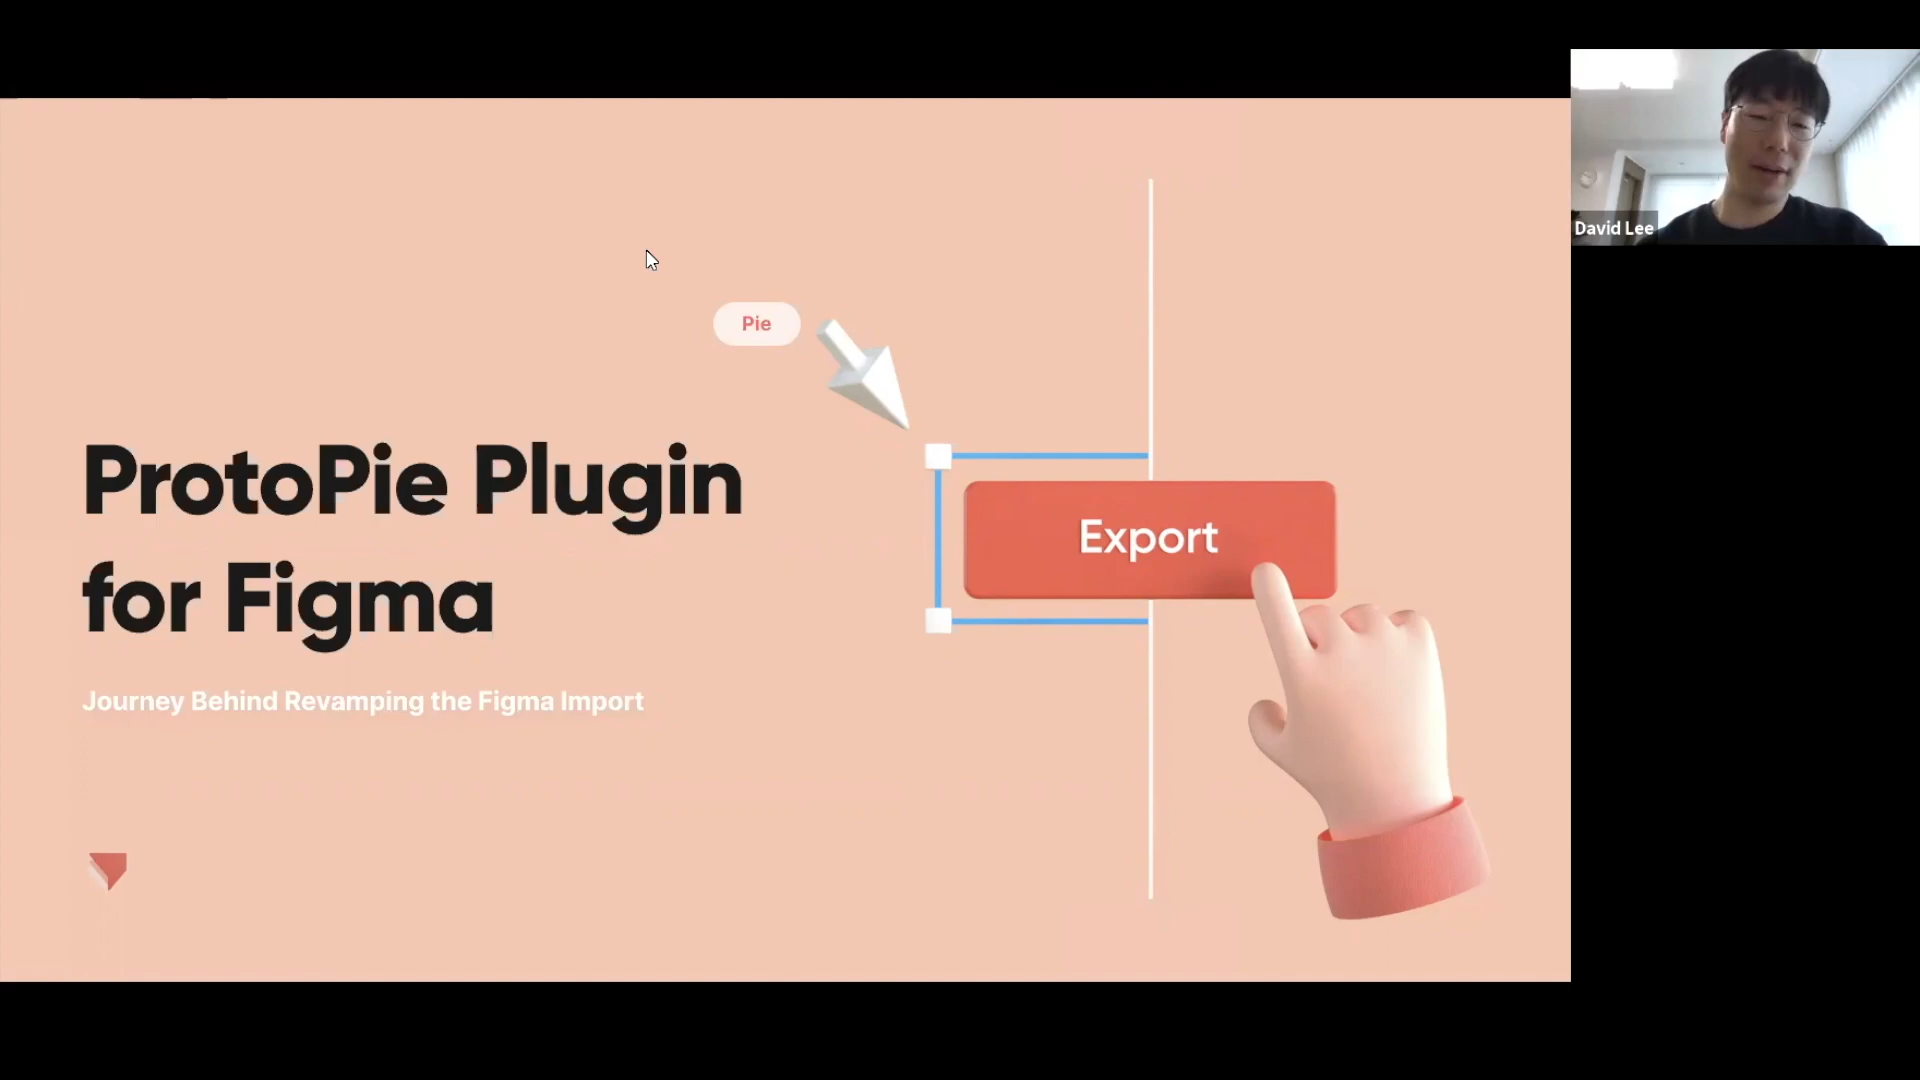 Pie
ProtoPie Plugin
for Figma
Journey Behind Revamping the Figma Import
Export
David Lee